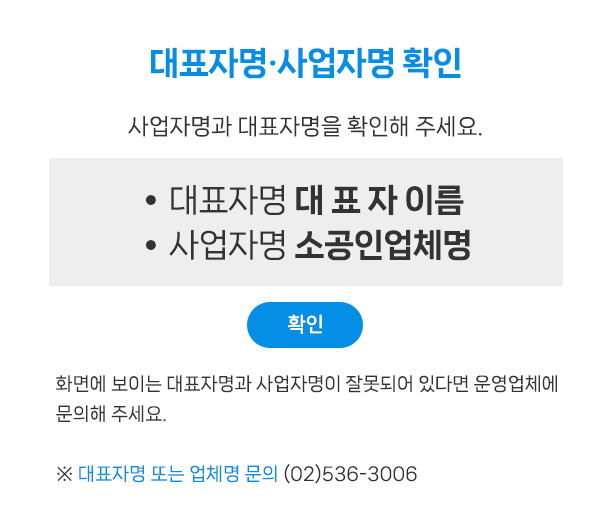 대표자명·사업자명 확인
사업자명과 대표자명을 확인해 주세요.
• 대표자명 대 표 자 이름
• 사업자명 소공인업체명
확인
화면에 보이는 대표자명과 사업자명이 잘못되어 있다면 운영업체에
문의해 주세요.
※ 대표자명 또는 업체명 문의 (02)536-3006